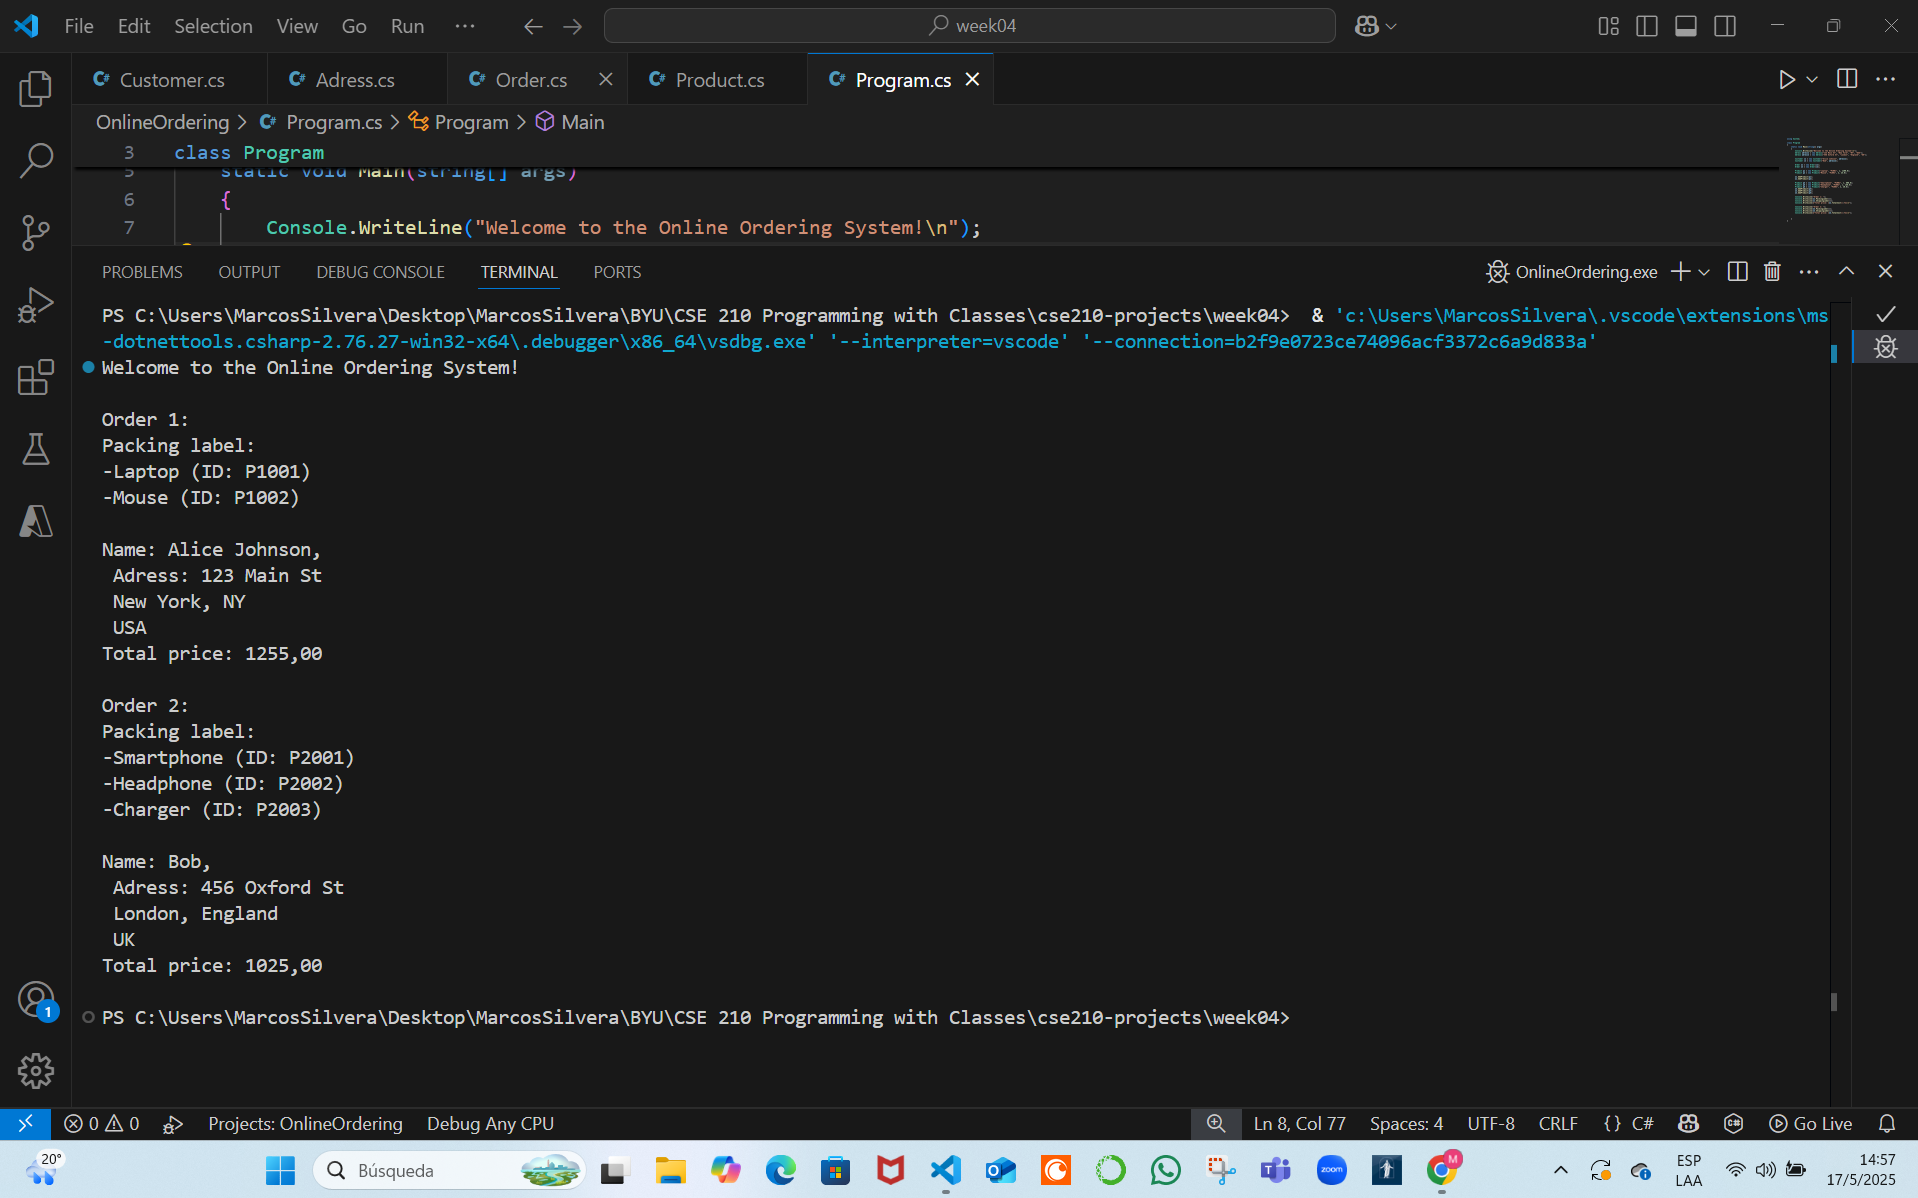 File Edit Selection View Go Run ··· week04
Customer.cs Adress.cs Order.cs Product.cs Program.cs
OnlineOrdering > Program.cs > Program > Main
3 class Program
5 static void Main(string[] args)
6 {
7 Console.WriteLine("Welcome to the Online Ordering System!\n");
PROBLEMS OUTPUT DEBUG CONSOLE TERMINAL PORTS OnlineOrdering.exe
PS C:\Users\MarcosSilvera\Desktop\MarcosSilvera\BYU\CSE 210 Programming with Classes\cse210-projects\week04> & 'c:\Users\MarcosSilvera\.vscode\extensions\ms
-dotnettools.csharp-2.76.27-win32-x64\.debugger\x86_64\vsdbg.exe' '--interpreter=vscode' '--connection=b2f9e0723ce74096acf3372c6a9d833a'
Welcome to the Online Ordering System!
Order 1:
Packing label:
-Laptop (ID: P1001)
-Mouse (ID: P1002)
Name: Alice Johnson,
Adress: 123 Main St
New York, NY
USA
Total price: 1255,00
Order 2:
Packing label:
-Smartphone (ID: P2001)
-Headphone (ID: P2002)
-Charger (ID: P2003)
Name: Bob,
Adress: 456 Oxford St
London, England
UK
Total price: 1025,00
PS C:\Users\MarcosSilvera\Desktop\MarcosSilvera\BYU\CSE 210 Programming with Classes\cse210-projects\week04>
1
0 0 Projects: OnlineOrdering Debug Any CPU Ln 8, Col 77 Spaces: 4 UTF-8 CRLF {} C# Go Live
20° Búsqueda zoom M ESP 14:57
LAA 17/5/2025